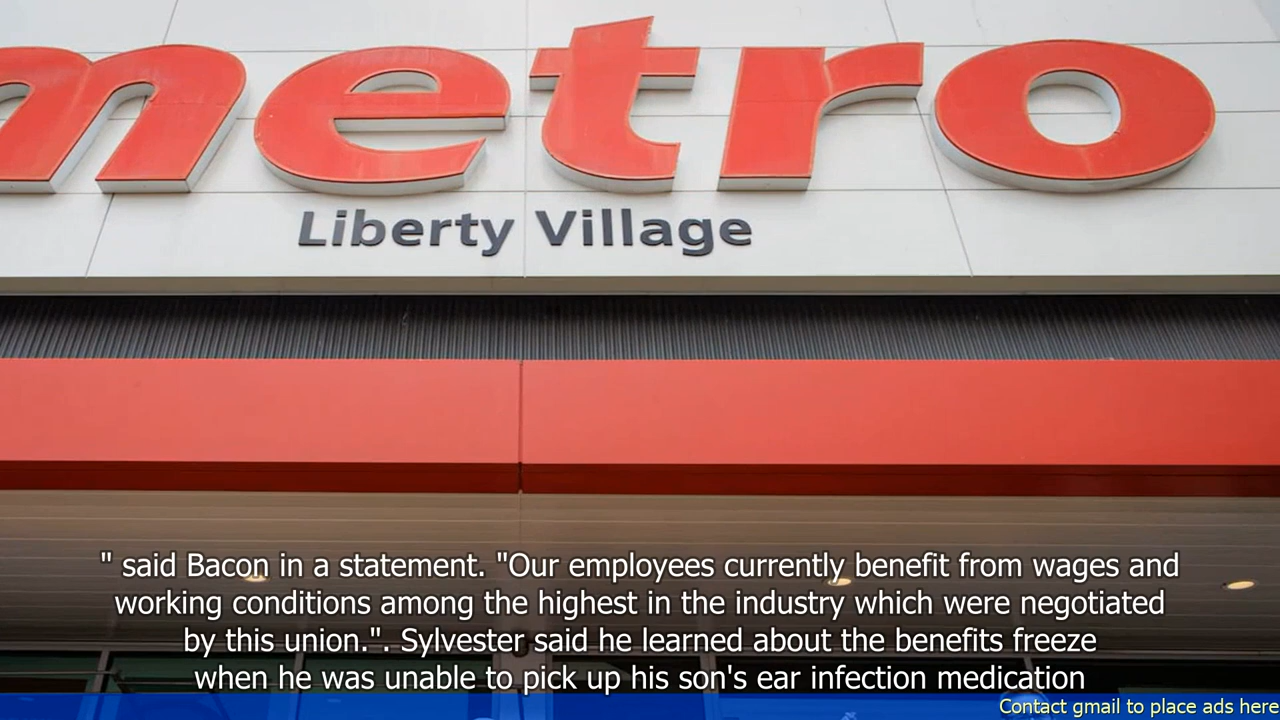 metro
Liberty Village
" said Bacon in a statement. "Our employees currently benefit from wages and
working conditions among the highest in the industry which were negotiated
by this union.". Sylvester said he learned about the benefits freeze
when he was unable to pick up his son's ear infection medication
Contact gmail to place ads here